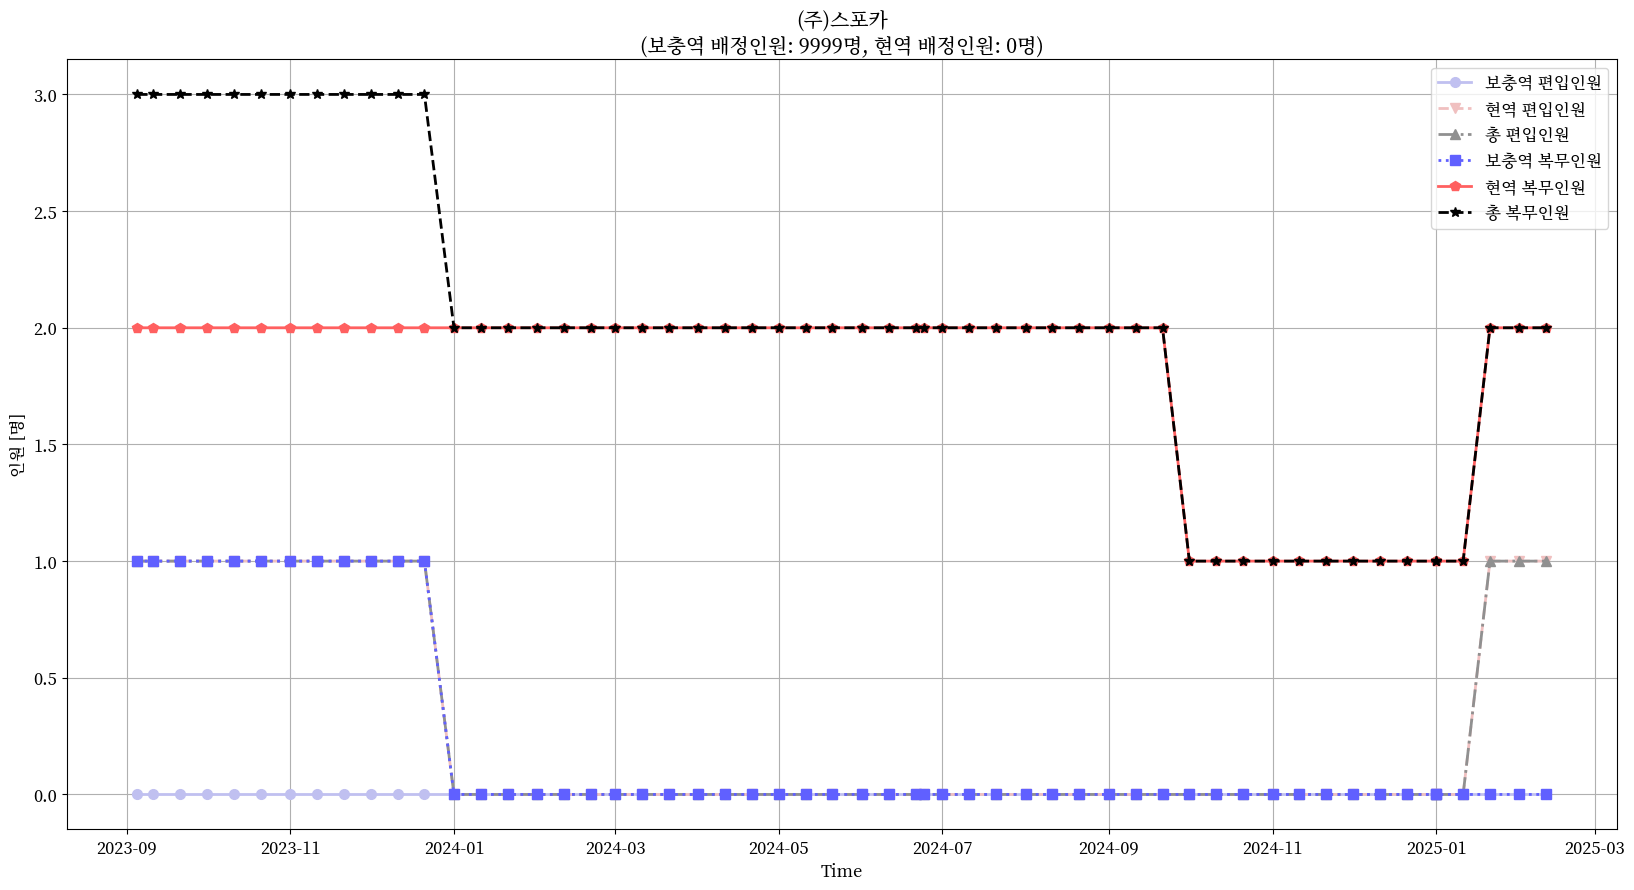 (주)스포카
(보충역 배정인원: 9999명, 현역 배정인원: 0명)
보충역 편입인원
현역 편입인원
총 편입인원
보충역 복무인원
현역 복무인원
총 복무인원
3.0
2.5
2.0
1.5
1.0
0.5
0.0
인원 [명]
2023-09
2023-11
2024-01
2024-03
2024-05
2024-07
2024-09
2024-11
2025-01
2025-03
Time